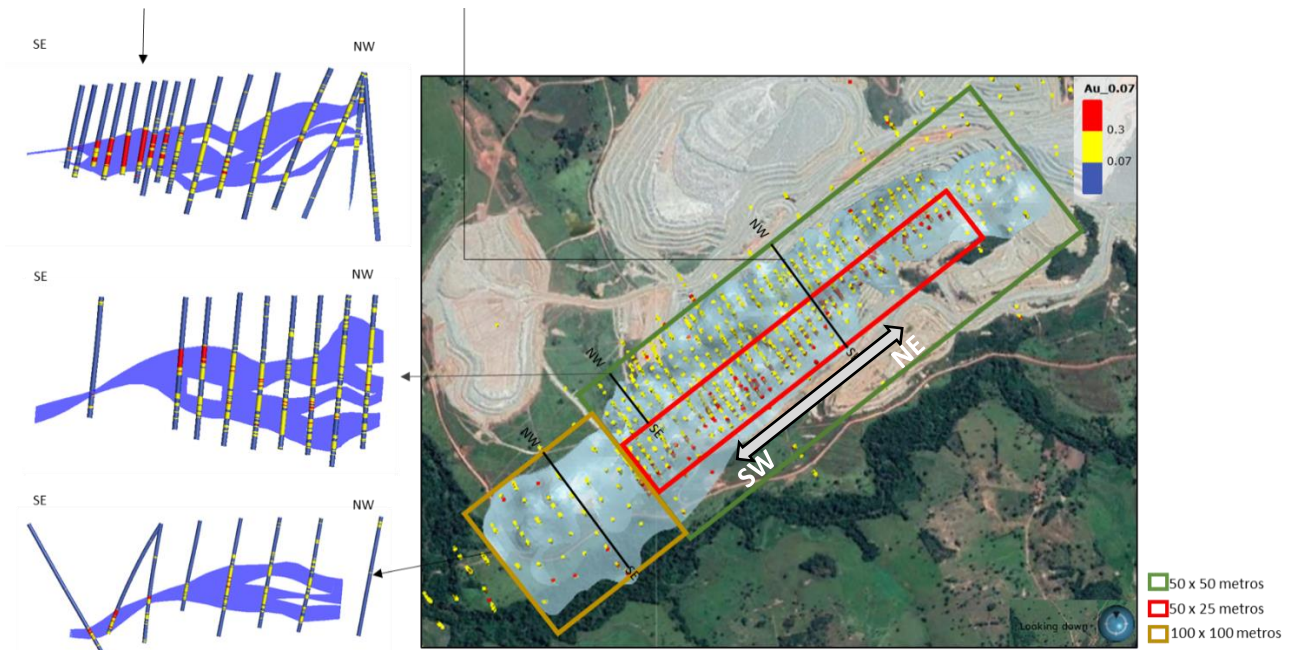 SE
NW
SE
NW
SE
NW
Au_0.07
0.3
0.07
NW
SE
NW
SE
NW
SE
NE
SW
Looking down
50 x 50 metros
50 x 25 metros
100 x 100 metros